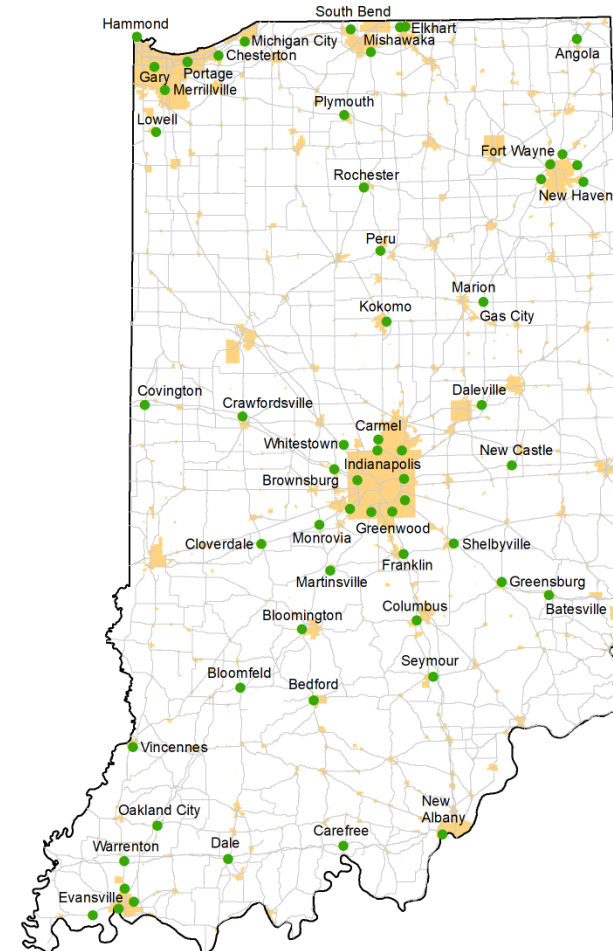 South Bend
Hammond
Elkhart
Michigan City
Mishawaka
Chesterton
Angola
Portage
Gary
Merrillville
Plymouth
Lowell
Fort Wayne
Rochester
New Haven
Peru
Marion
Kokomo
Gas City
Covington
Daleville
Crawfordsville
Carmel
Whitestown
New Castle
Indianapolis
Brownsburg
Greenwood
Monrovia
Cloverdale
Shelbyville
Franklin
Martinsville
Greensburg
Columbus
Batesville
Bloomington
Seymour
Bloomfeld
Bedford
Vincennes
New
Albany
Oakland City
Carefree
Warrenton
Dale
Evansville